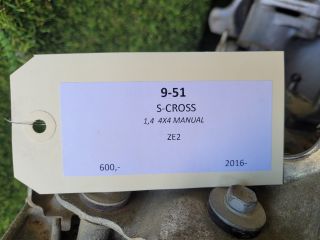 9-51
S-CROSS
1,4 4X4 MANUAL
ZE2
600,- 2016-